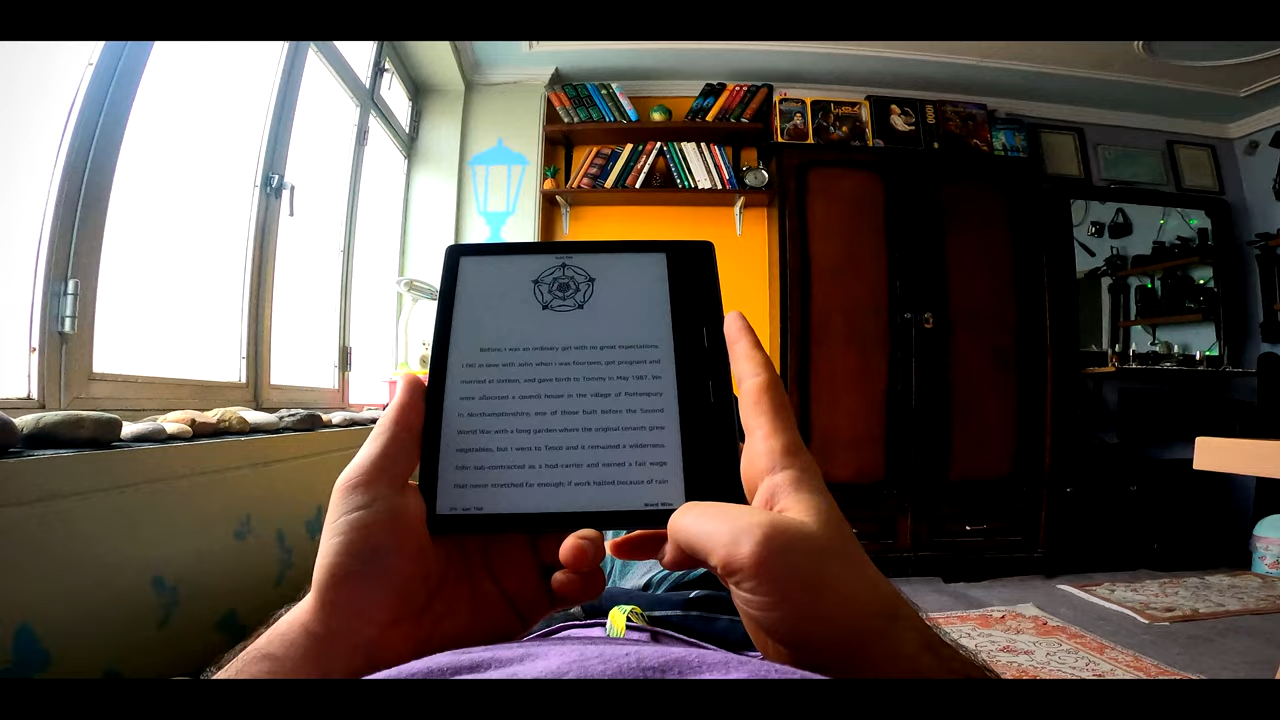 Before, I was an ordinary girl with no great expectations.
I fell in love with John when I was fourteen, got pregnant and
married at sixteen, and gave birth to Tommy in May 1987. We
were allocated a council house in the village of Potterspury
in Northamptonshire, one of those built before the Second
World War with a long garden where the original tenants grew
vegetables, but I went to Tesco and it remained a wilderness.
John sub-contracted as a hod-carrier and earned a fair wage
that never stretched far enough; if work halted because of rain
Word Wise
1000